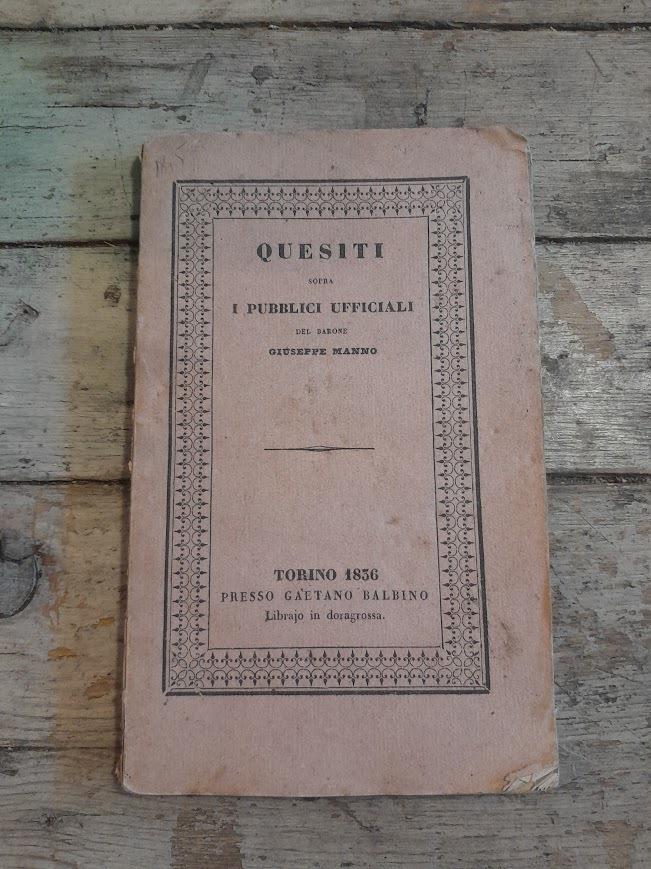 QUESITI
SOPRA
I PUBBLICI UFFICIALI
DEL BARONE
GIUSEPPE MANNO
TORINO 1836
PRESSO GAETANO BALBINO
Librajo in doragrossa.